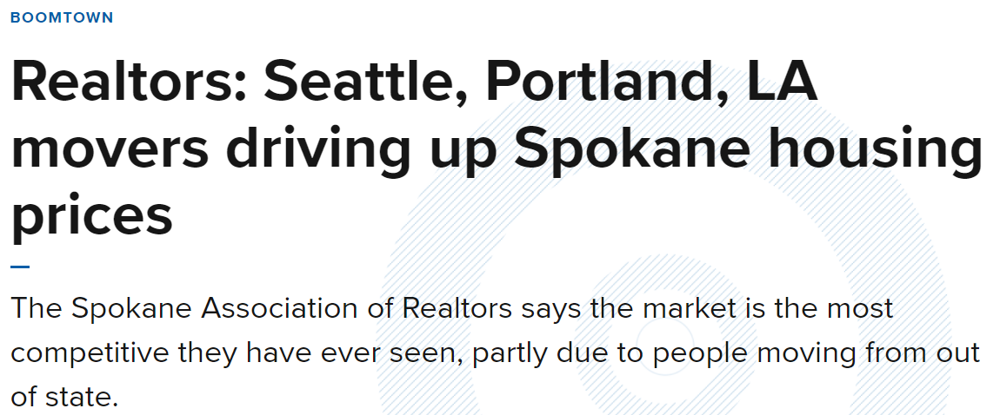 BOOMTOWN
Realtors: Seattle, Portland, LA
movers driving up Spokane housing
prices
The Spokane Association of Realtors says the market is the most
competitive they have ever seen, partly due to people moving from out
of state.